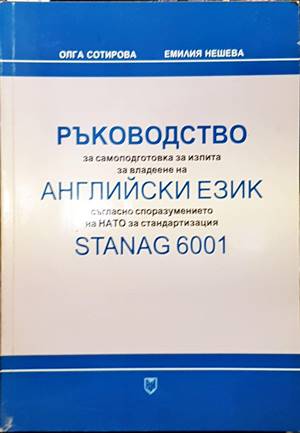 ОЛГА СОТИРОВА ЕМИЛИЯ НЕШЕВА
РЪКОВОДСТВО
за самоподготовка за изпита
за владеене на
АНГЛИЙСКИ ЕЗИК
съгласно споразумението
на НАТО за стандартизация
STANAG 6001